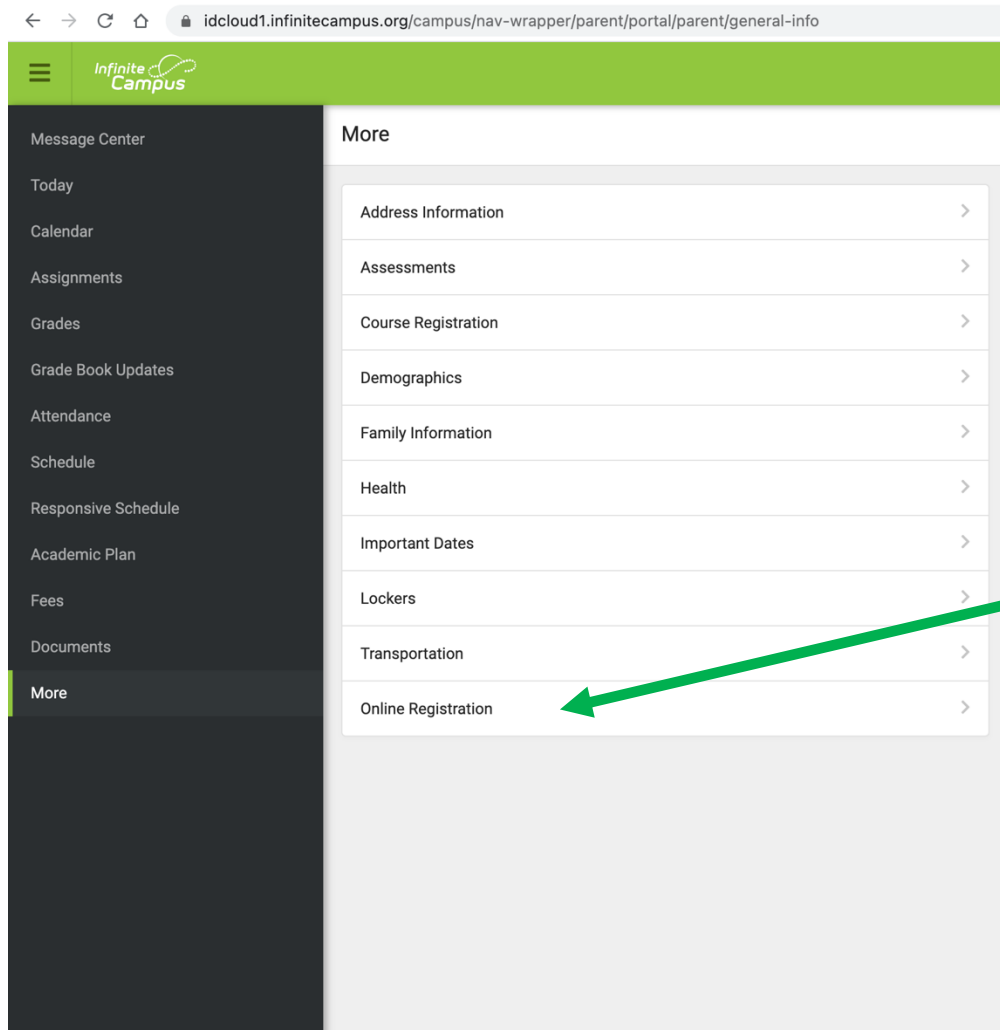 idcloud1.infinitecampus.org/campus/nav-wrapper/parent/portal/parent/general-info
Infinite
Campus
Message Center
Today
Calendar
Assignments
Grades
Grade Book Updates
Attendance
Schedule
Responsive Schedule
Academic Plan
Fees
Documents
More
More
Address Information
Assessments
Course Registration
Demographics
Family Information
Health
Important Dates
Lockers
Transportation
Online Registration